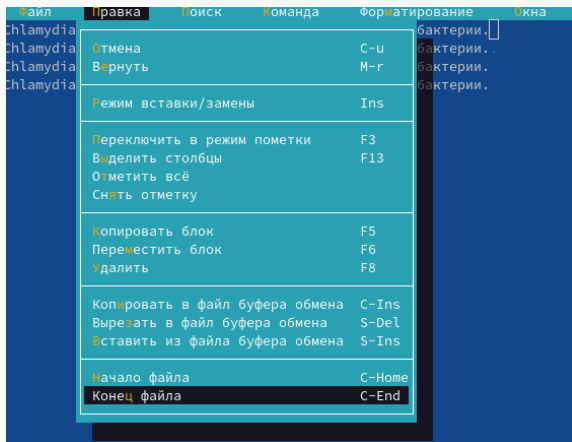 Файл Правка Поиск Команда Форматирование Окна
Chlamydia бактерии.
Chlamydia Отмена C-u бактерии..
Chlamydia Вернуть M-r бактерии.
Chlamydia бактерии.
Режим вставки/замены Ins
Переключить в режим пометки F3
Выделить столбцы F13
Отметить всё
Снять отметку
Копировать блок F5
Переместить блок F6
Удалить F8
Копировать в файл буфера обмена C-Ins
Вырезать в файл буфера обмена S-Del
Вставить из файла буфера обмена S-Ins
Начало файла C-Home
Конец файла C-End